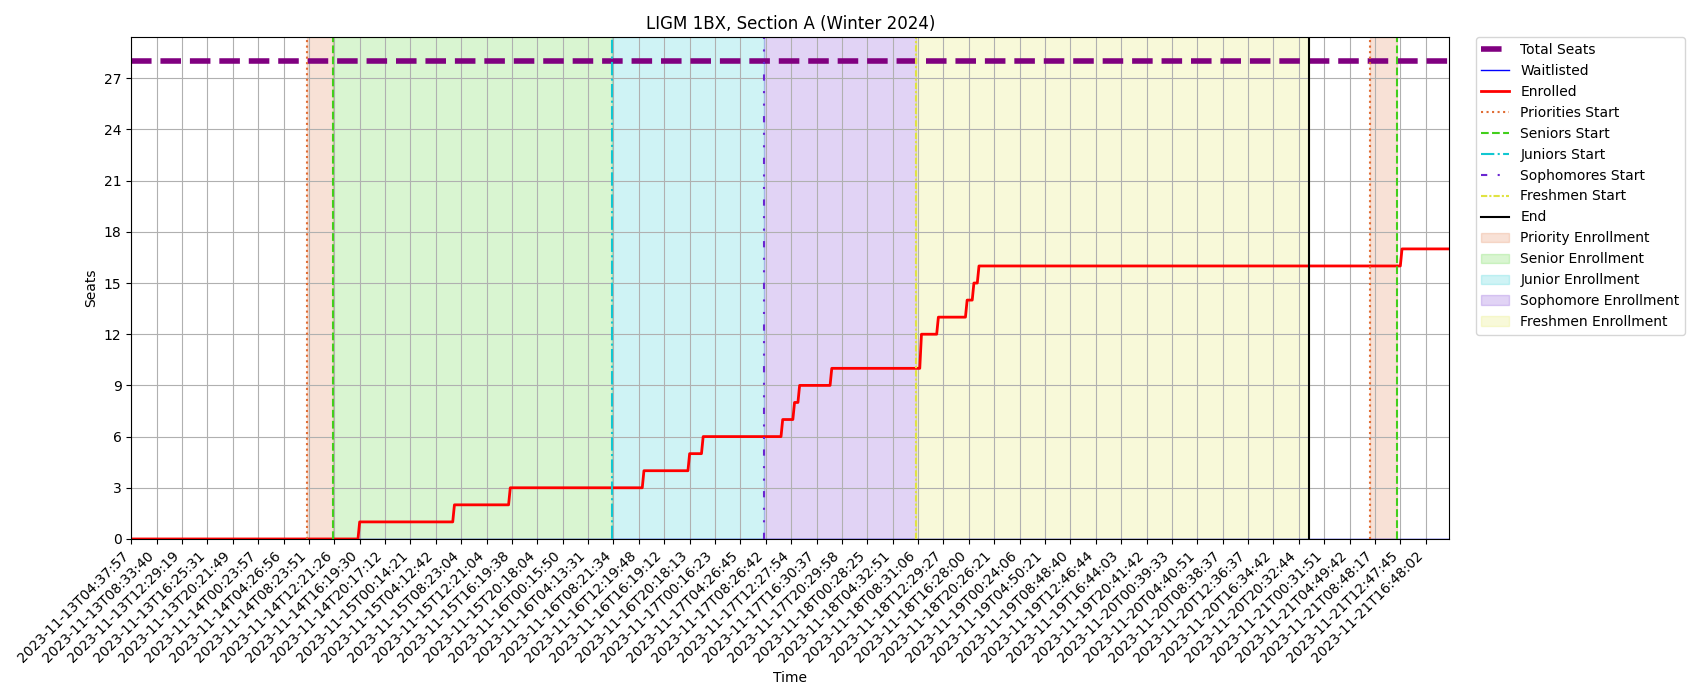 LIGM 1BX, Section A (Winter 2024)
Seats
27
24
21
18
15
12
9
6
3
0
2023-11-13T04:37:57
2023-11-13T08:33:40
2023-11-13T12:29:19
2023-11-13T16:25:31
2023-11-13T20:21:49
2023-11-14T00:23:57
2023-11-14T04:26:56
2023-11-14T08:23:51
2023-11-14T12:21:26
2023-11-14T16:19:30
2023-11-14T20:17:12
2023-11-15T00:14:21
2023-11-15T04:12:42
2023-11-15T08:23:04
2023-11-15T12:21:04
2023-11-15T16:19:38
2023-11-15T20:18:04
2023-11-16T00:15:50
2023-11-16T04:13:31
2023-11-16T08:21:34
2023-11-16T12:19:48
2023-11-16T16:19:12
2023-11-16T20:18:13
2023-11-17T00:16:23
2023-11-17T04:26:45
2023-11-17T08:26:42
2023-11-17T12:27:54
2023-11-17T16:30:37
2023-11-17T20:29:58
2023-11-18T00:28:25
2023-11-18T04:32:51
2023-11-18T08:31:06
2023-11-18T12:29:27
2023-11-18T16:28:00
2023-11-18T20:26:21
2023-11-19T00:24:06
2023-11-19T04:50:21
2023-11-19T08:48:40
2023-11-19T12:46:44
2023-11-19T16:44:03
2023-11-19T20:41:42
2023-11-20T00:39:33
2023-11-20T04:40:51
2023-11-20T08:38:37
2023-11-20T12:36:37
2023-11-20T16:34:42
2023-11-20T20:32:44
2023-11-21T00:31:51
2023-11-21T04:49:42
2023-11-21T08:48:17
2023-11-21T12:47:45
2023-11-21T16:48:02
Time
Total Seats
Waitlisted
Enrolled
Priorities Start
Seniors Start
Juniors Start
Sophomores Start
Freshmen Start
End
Priority Enrollment
Senior Enrollment
Junior Enrollment
Sophomore Enrollment
Freshmen Enrollment